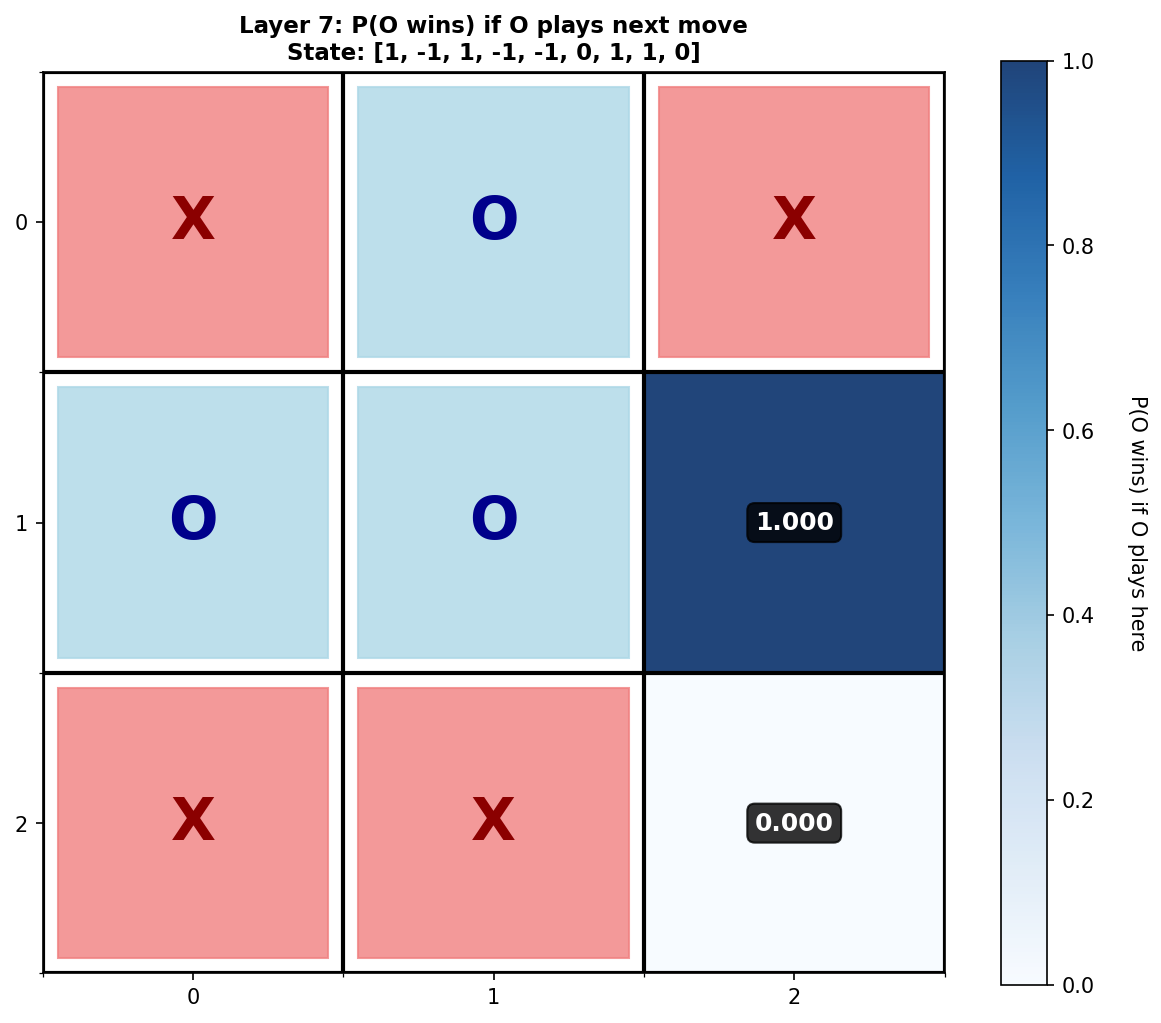 Layer 7: P(O wins) if O plays next move
State: [1, -1, 1, -1, -1, 0, 1, 1, 0]
0
X
O
X
1
O
O
1.000
2
X
X
0.000
0
1
2
1.0
0.8
0.6
0.4
0.2
0.0
P(O wins) if O plays here